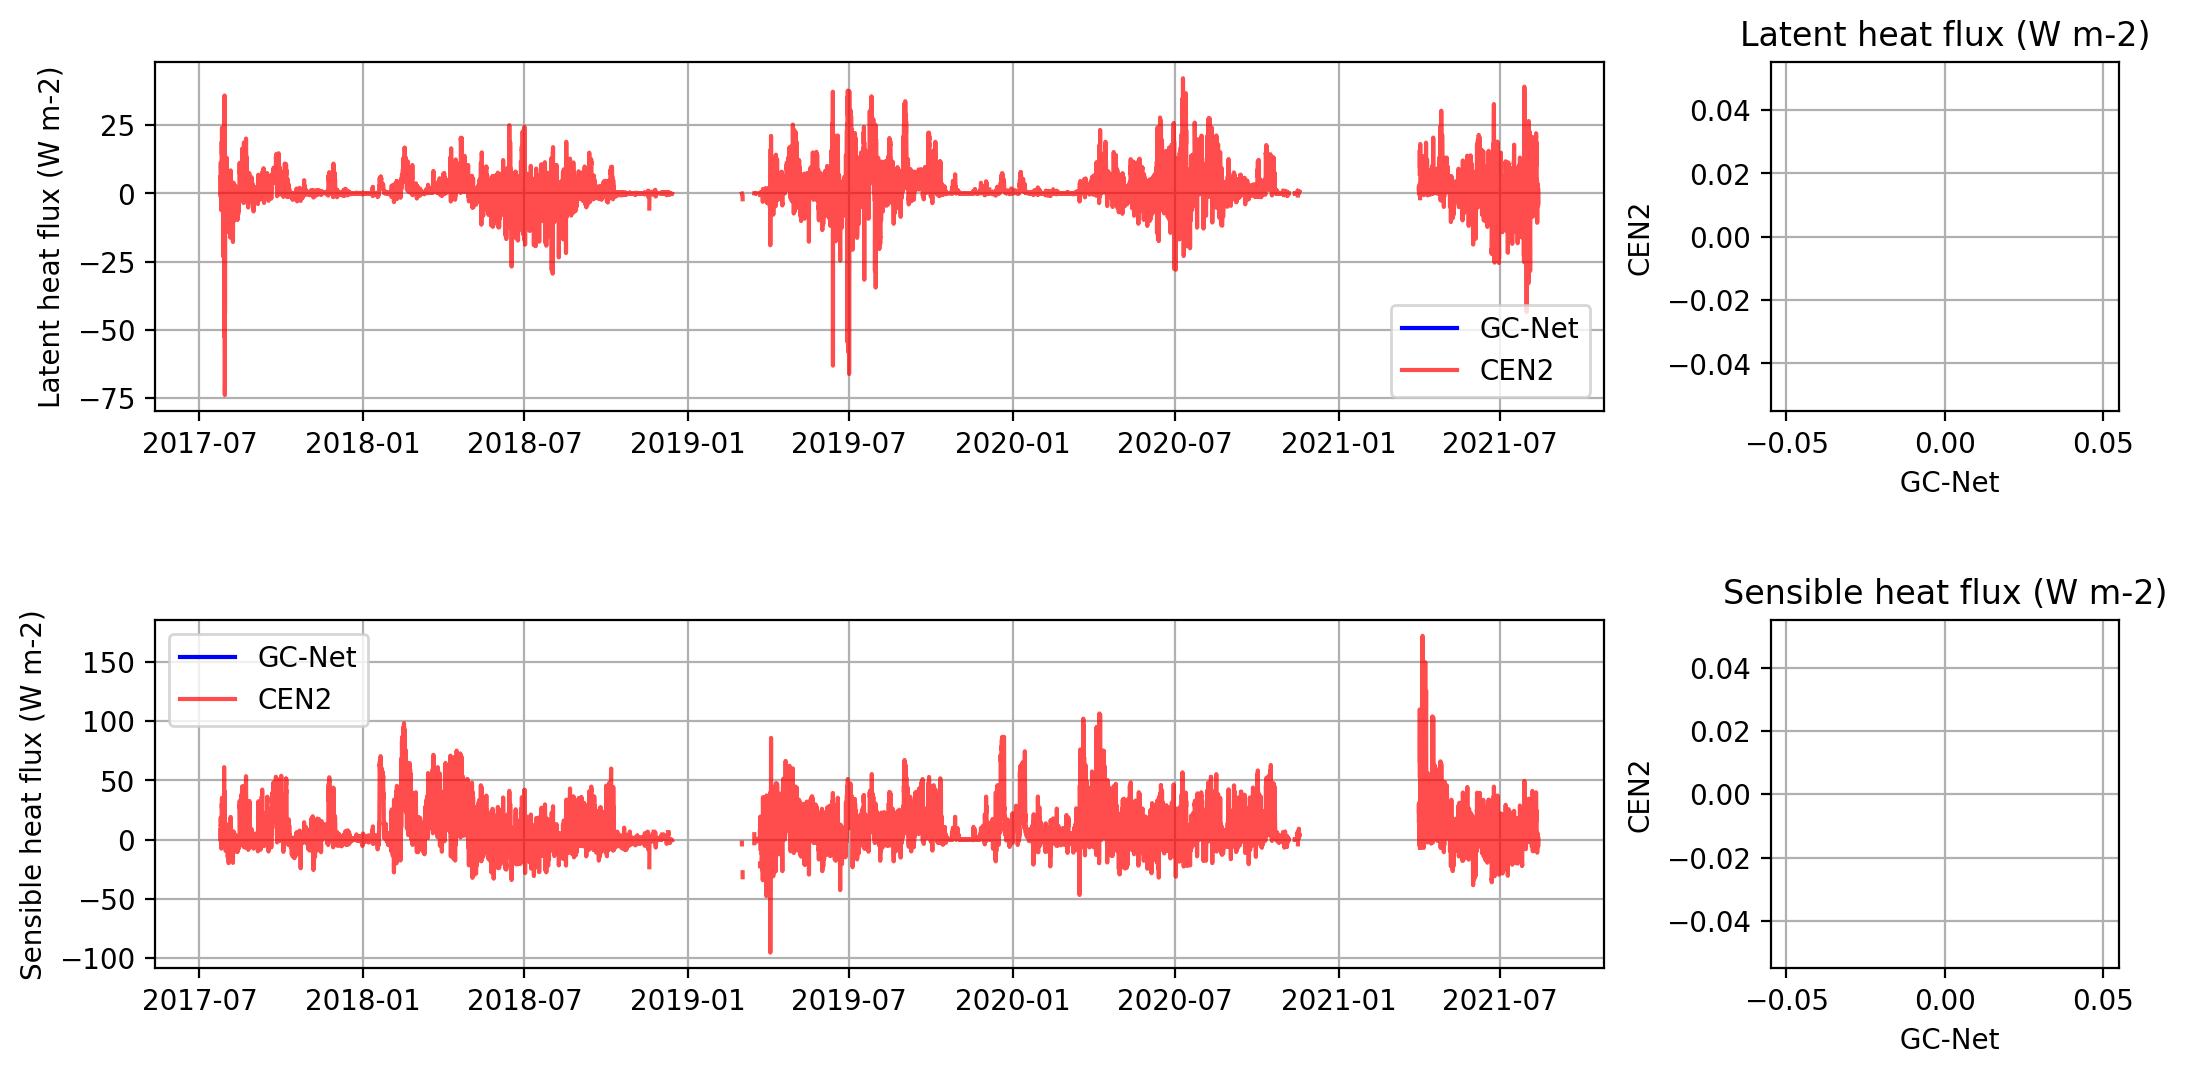 Latent heat flux (W m-2)
Latent heat flux (W m-2)
25
0
−25
−50
−75
GC-Net
CEN2
2017-07 2018-01 2018-07 2019-01 2019-07 2020-01 2020-07 2021-01 2021-07
CEN2
0.04
0.02
0.00
−0.02
−0.04
−0.05 0.00 0.05
GC-Net
Sensible heat flux (W m-2)
Sensible heat flux (W m-2)
150
100
50
0
−50
−100
GC-Net
CEN2
2017-07 2018-01 2018-07 2019-01 2019-07 2020-01 2020-07 2021-01 2021-07
CEN2
0.04
0.02
0.00
−0.02
−0.04
−0.05 0.00 0.05
GC-Net